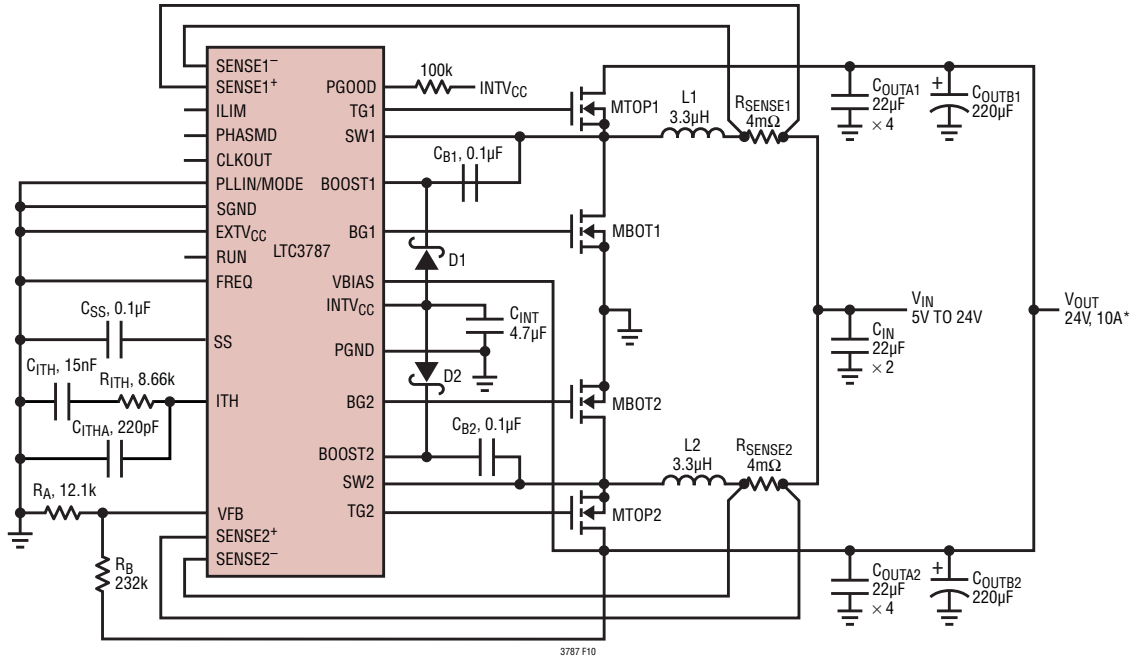 SENSE1–
SENSE1+
ILIM
PHASMD
CLKOUT
PLLIN/MODE
SGND
EXTVCC
RUN
FREQ
SS
ITH
VFB
SENSE2+
SENSE2–
LTC3787
PGOOD
TG1
SW1
BOOST1
BG1
VBIAS
INTVCC
PGND
BG2
BOOST2
SW2
TG2
100k
INTVCC
CB1, 0.1µF
D1
CINT
4.7µF
D2
CB2, 0.1µF
MTOP1
MBOT1
MBOT2
MTOP2
L1
3.3µH
RSENSE1
4mΩ
L2
3.3µH
RSENSE2
4mΩ
COUTA1
22µF
× 4
+
COUTB1
220µF
VIN
5V TO 24V
CIN
22µF
× 2
VOUT
24V, 10A*
COUTA2
22µF
× 4
+
COUTB2
220µF
CSS, 0.1µF
CITH, 15nF
RITH, 8.66k
CITHA, 220pF
RA, 12.1k
RB
232k
3787 F10